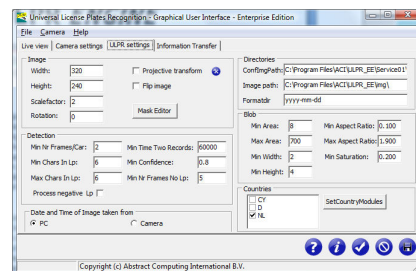 Universal License Plates Recognition - Graphical User Interface - Enterprise Edition
File Camera Help
Live view Camera settings ULPR settings Information Transfer
Image
Width: 320
Projective transform
Height: 240
Flip image
Scalefactor: 2
Rotation: 0
Mask Editor
Directories
ConfImgPath: C:\Program Files\ACI\ULPR_EE\Service01\
Image path: C:\Program Files\ACI\ULPR_EE\Img\
Formatdir yyyy-mm-dd
Detection
Min Nr Frames/Car: 2 Min Time Two Records: 60000
Min Chars In Lp: 6 Min Confidence: 0.8
Max Chars In Lp: 6 Min Nr Frames No Lp: 5
Process negative Lp
Blob
Min Area: 8 Min Aspect Ratio: 0.100
Max Area: 700 Max Aspect Ratio: 1.900
Min Width: 2 Min Saturation: 0.200
Min Height: 4
Countries
CY
D
NL
SetCountryModules
Date and Time of Image taken from
PC Camera
Copyright (c) Abstract Computing International B.V.